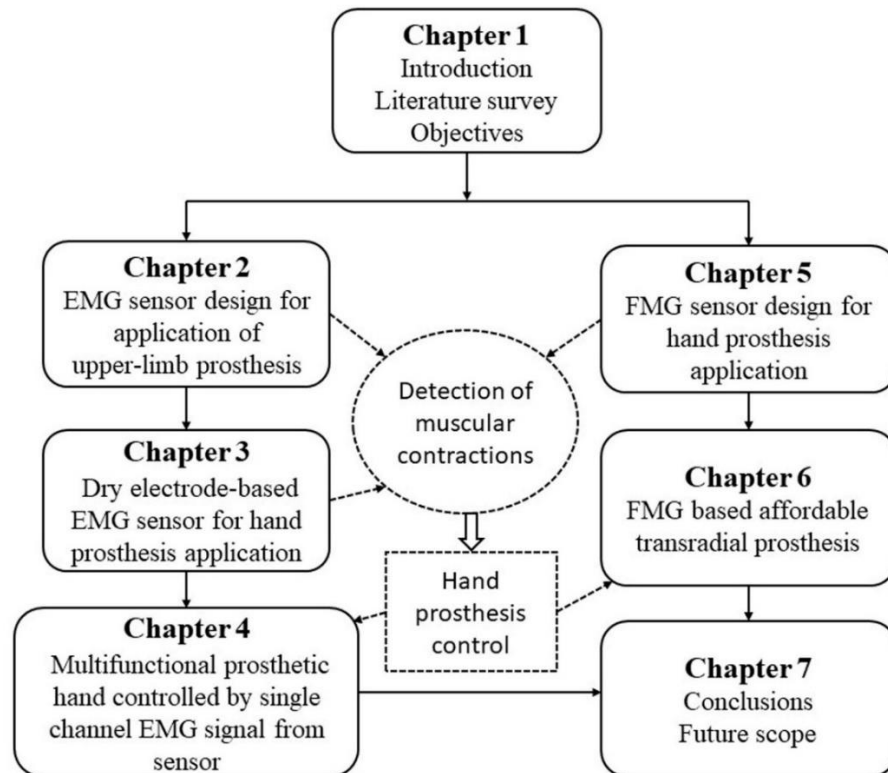 Chapter 1
Introduction
Literature survey
Objectives
Chapter 2
EMG sensor design for
application of
upper-limb prosthesis
Chapter 5
FMG sensor design for
hand prosthesis
application
Detection of
muscular
contractions
Chapter 3
Dry electrode-based
EMG sensor for hand
prosthesis application
Chapter 6
FMG based affordable
transradial prosthesis
Hand
prosthesis
control
Chapter 4
Multifunctional prosthetic
hand controlled by single
channel EMG signal from
sensor
Chapter 7
Conclusions
Future scope